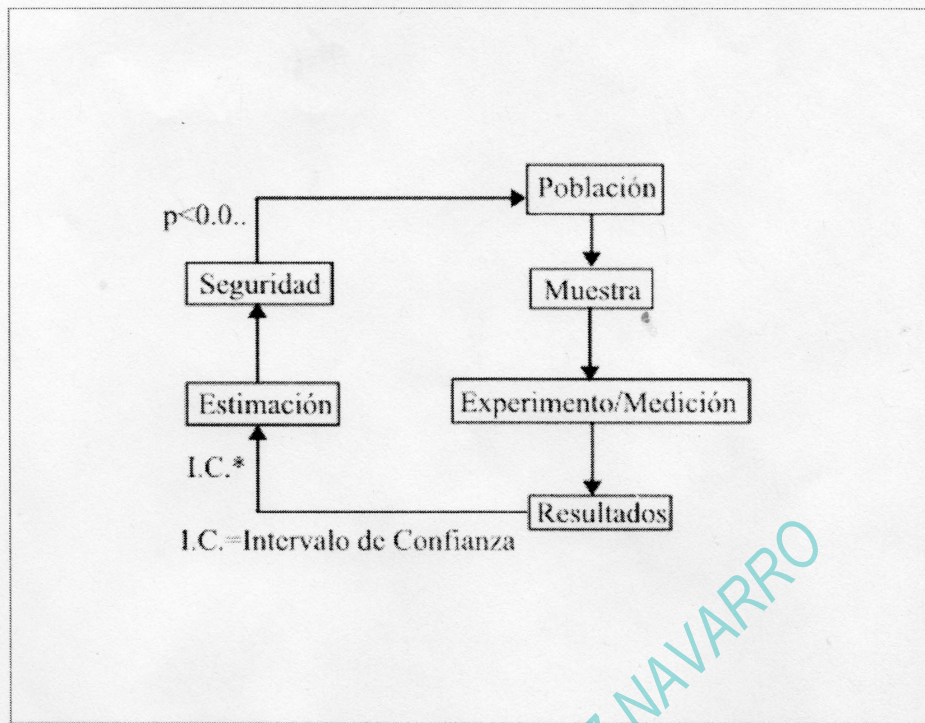 Población
p<0.0..
Seguridad
Muestra
Estimación
Experimento/Medición
I.C.*
Resultados
I.C.=Intervalo de Confianza
NAVARRO